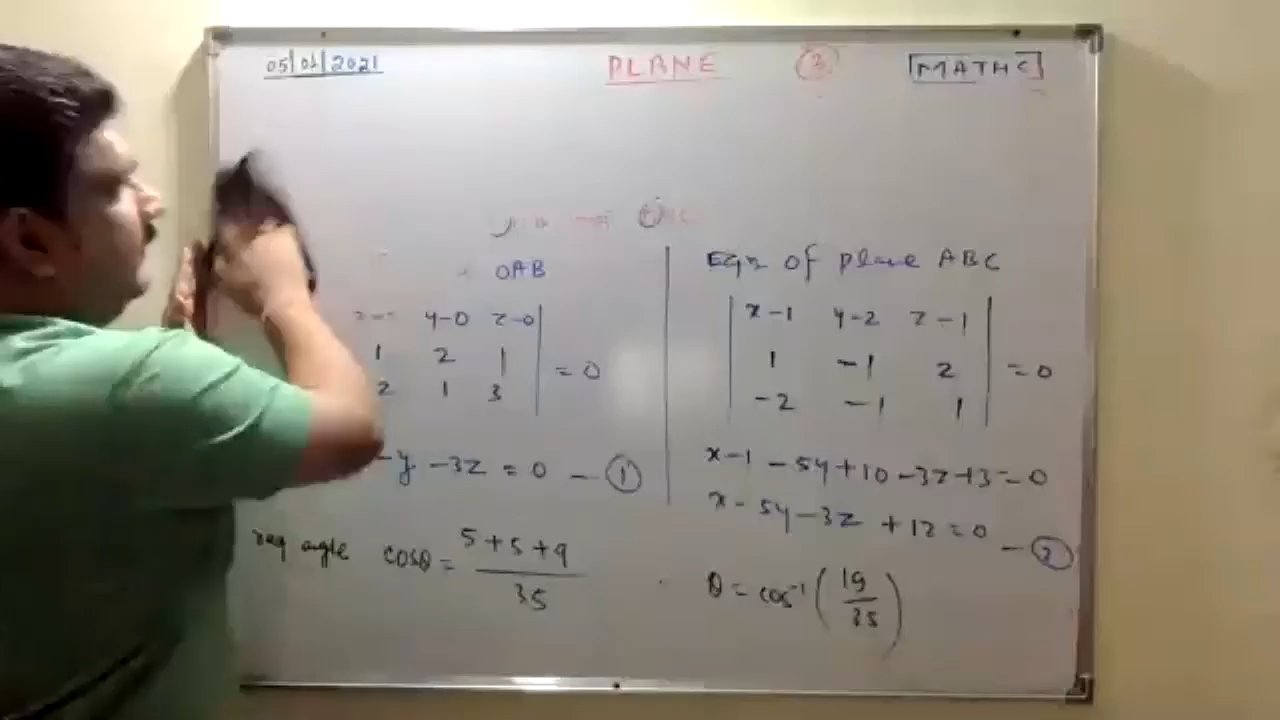 05/01/2021 PLANE ③ MATHC
OAB
Eqn Of plane ABC
y-0 z-0
x-1 y-2 z-1
1 2 1
= 0
1 -1 2
= 0
2 1 3
-2 -1 1
-y -3z = 0 - ①
x-1 -5y+10 -3z+3=0
x-5y-3z +12=0 - ②
req angle cosθ = 5+5+9 / 35
θ = cos⁻¹ (19/35)